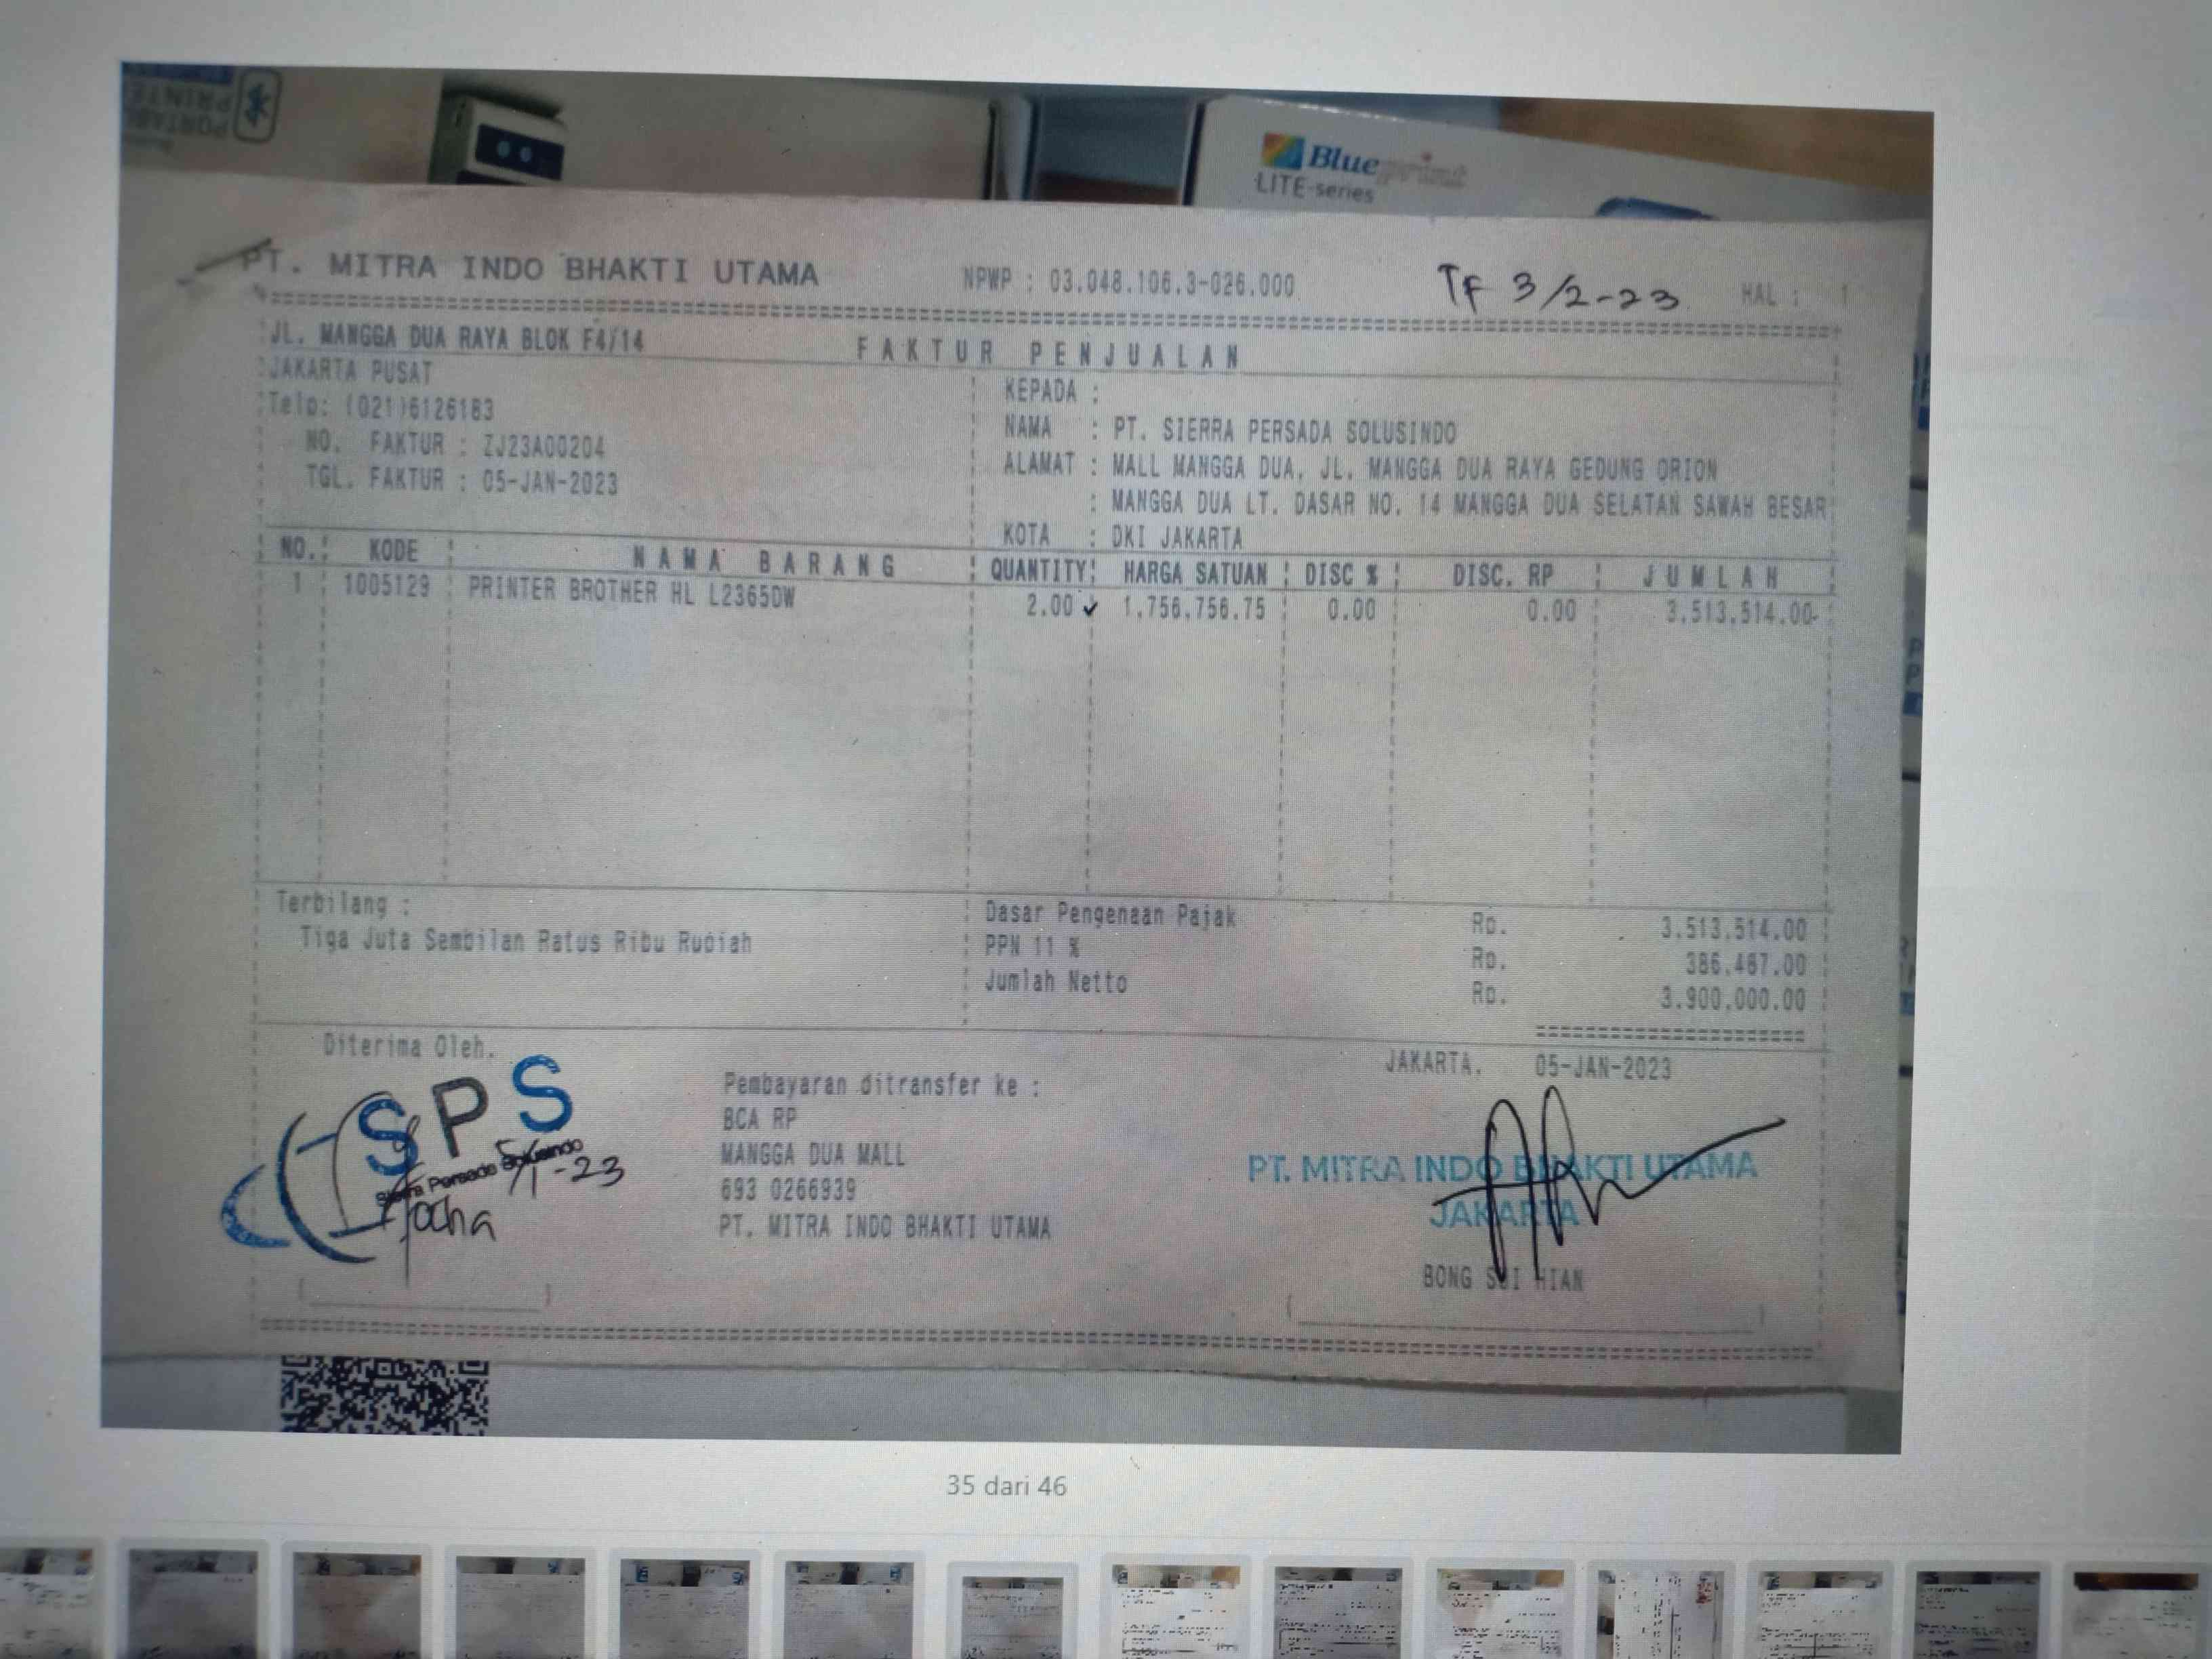 PORTABLE
PRINTE
Blueprint
LITE-series
PT. MITRA INDO BHAKTI UTAMA NPWP : 03.048.106.3-026.000 TF 3/2-23 HAL : 1
JL. MANGGA DUA RAYA BLOK F4/14 FAKTUR PENJUALAN
JAKARTA PUSAT KEPADA :
Telp: (021)6126183 NAMA : PT. SIERRA PERSADA SOLUSINDO
NO. FAKTUR : ZJ23A00204 ALAMAT : MALL MANGGA DUA, JL. MANGGA DUA RAYA GEDUNG ORION
TGL. FAKTUR : 05-JAN-2023 : MANGGA DUA LT. DASAR NO. 14 MANGGA DUA SELATAN SAWAH BESAR
KOTA : DKI JAKARTA
NO. KODE NAMA BARANG QUANTITY HARGA SATUAN DISC % DISC. RP JUMLAH
1 1005129 PRINTER BROTHER HL L2365DW 2.00 ✓ 1.756.756.75 0.00 0.00 3.513.514.00
Terbilang : Dasar Pengenaan Pajak Rp. 3.513.514.00
Tiga Juta Sembilan Ratus Ribu Rupiah PPN 11 % Rp. 386.487.00
Jumlah Netto Rp. 3.900.000.00
Diterima Oleh. JAKARTA. 05-JAN-2023
SPS
Sierra Persada Solusindo
5/1-23
Pembayaran ditransfer ke :
BCA RP
MANGGA DUA MALL
693 0266939
PT. MITRA INDO BHAKTI UTAMA
PT. MITRA INDO BHAKTI UTAMA
JAKARTA
BONG SUI HIAN
35 dari 46